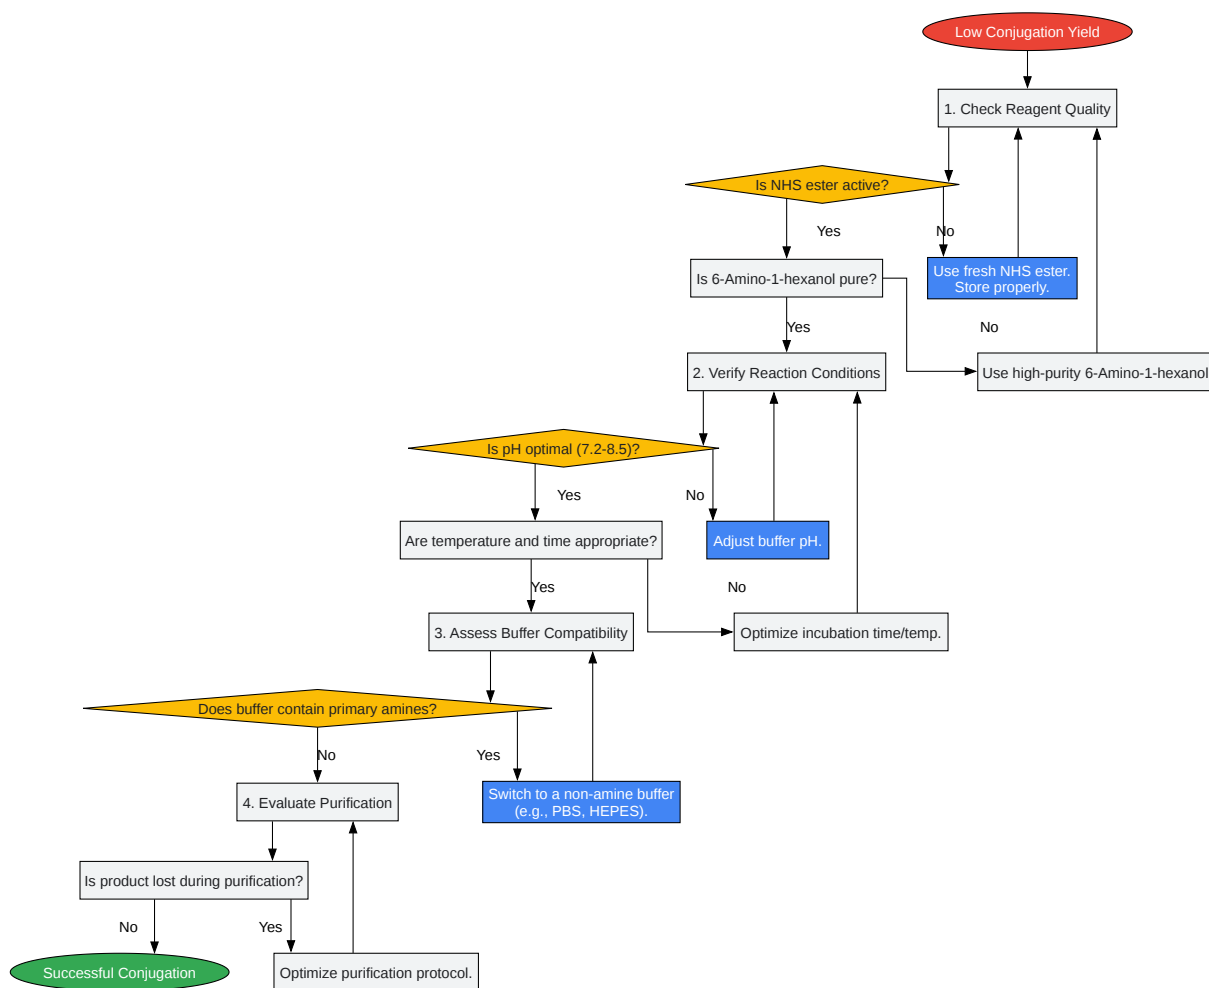 Low Conjugation Yield
1. Check Reagent Quality
Is NHS ester active?
Yes
No
Use fresh NHS ester.
Store properly.
Is 6-Amino-1-hexanol pure?
Yes
No
2. Verify Reaction Conditions
Use high-purity 6-Amino-1-hexanol
Is pH optimal (7.2-8.5)?
Yes
No
Are temperature and time appropriate?
Adjust buffer pH.
Yes
No
3. Assess Buffer Compatibility
Optimize incubation time/temp.
Does buffer contain primary amines?
No
Yes
4. Evaluate Purification
Switch to a non-amine buffer
(e.g., PBS, HEPES).
Is product lost during purification?
No
Yes
Successful Conjugation
Optimize purification protocol.